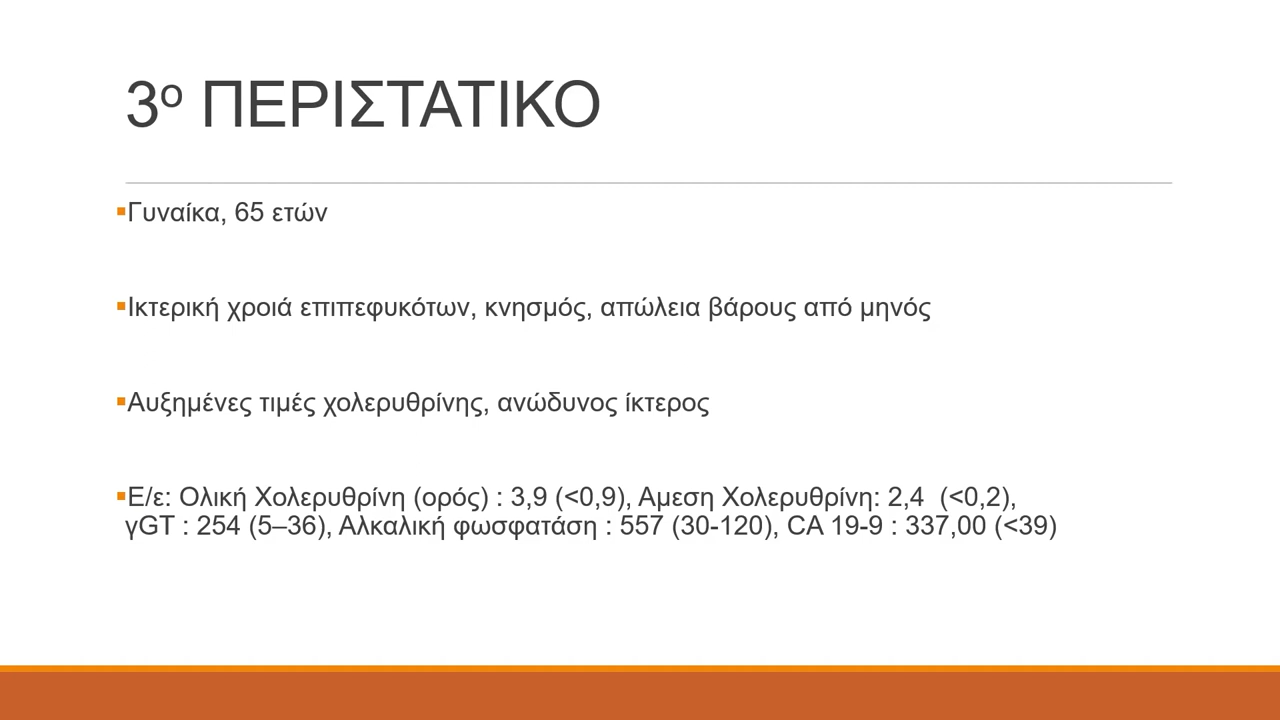 3ο ΠΕΡΙΣΤΑΤΙΚΟ
▪Γυναίκα, 65 ετών
▪Ικτερική χροιά επιπεφυκότων, κνησμός, απώλεια βάρους από μηνός
▪Αυξημένες τιμές χολερυθρίνης, ανώδυνος ίκτερος
▪Ε/ε: Ολική Χολερυθρίνη (ορός) : 3,9 (<0,9), Αμεση Χολερυθρίνη: 2,4 (<0,2),
γGT : 254 (5–36), Αλκαλική φωσφατάση : 557 (30-120), CA 19-9 : 337,00 (<39)